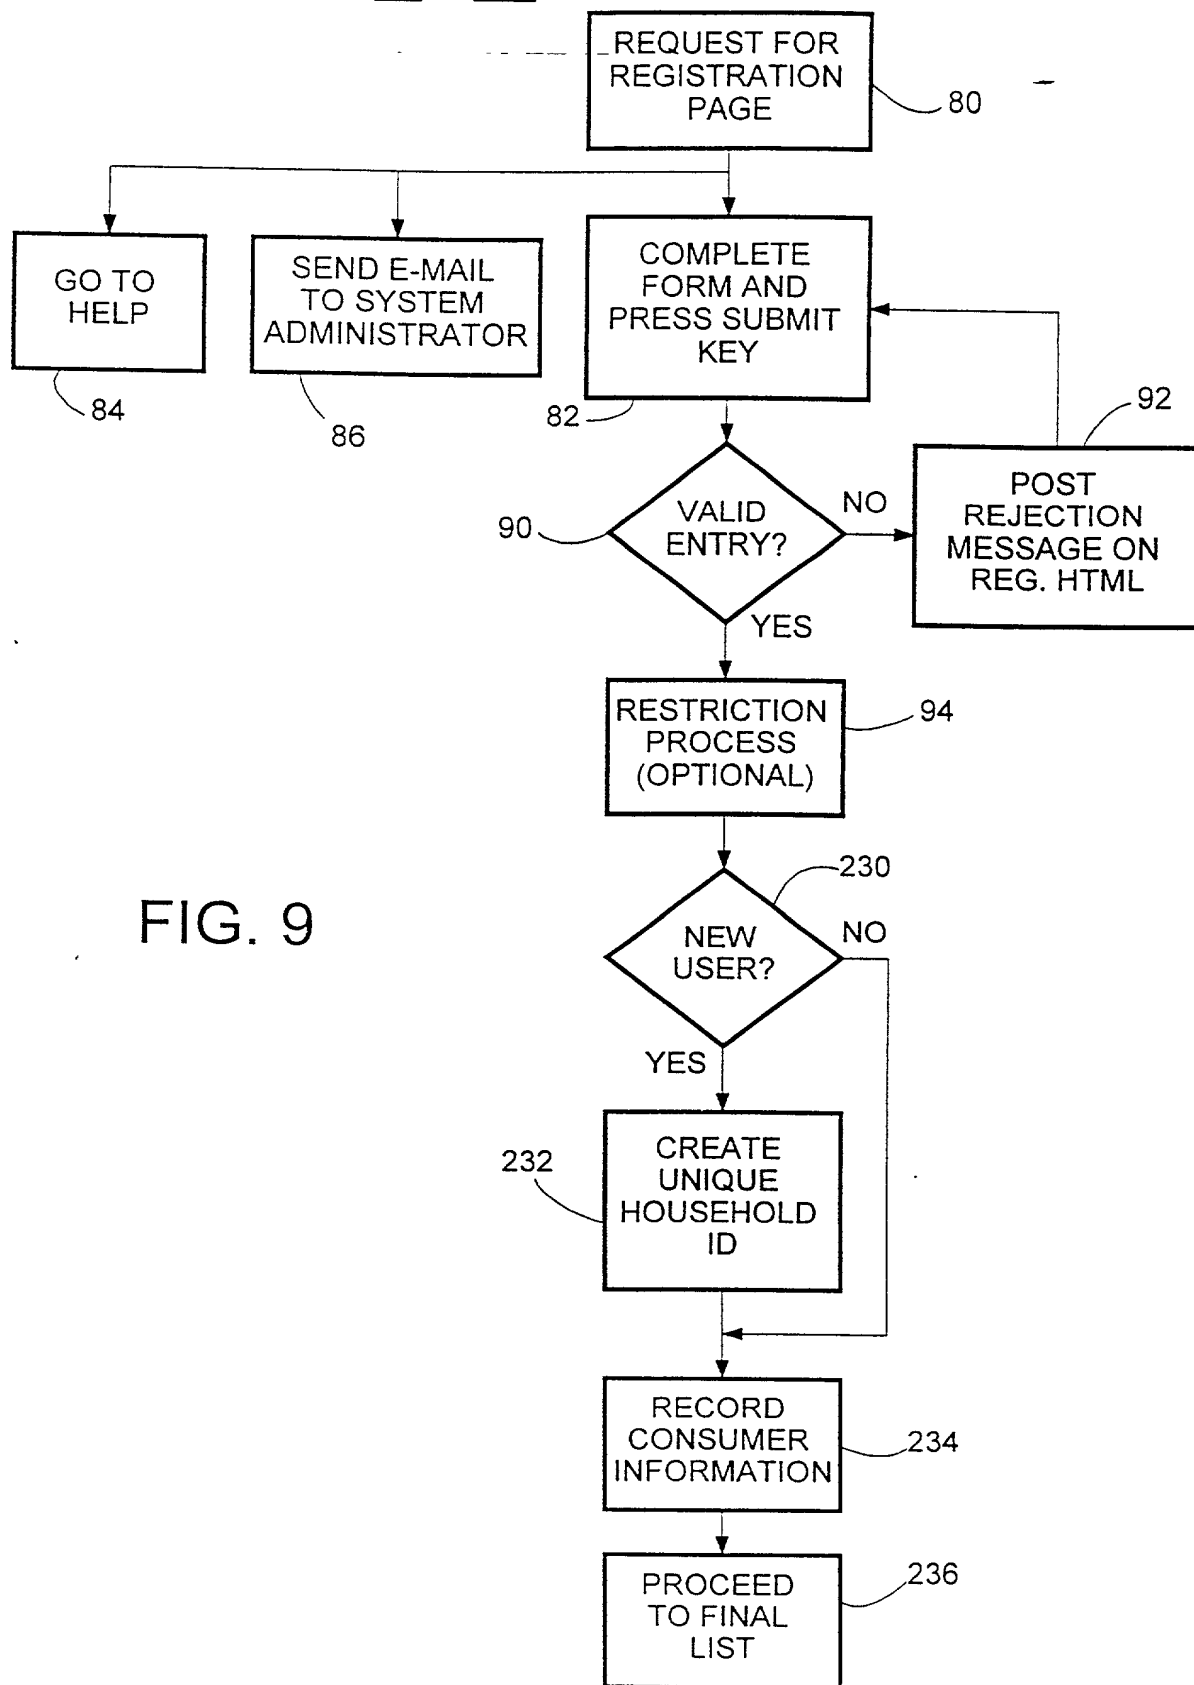 REQUEST FOR
REGISTRATION
PAGE
80
GO TO
HELP
84
SEND E-MAIL
TO SYSTEM
ADMINISTRATOR
86
COMPLETE
FORM AND
PRESS SUBMIT
KEY
82
92
POST
REJECTION
MESSAGE ON
REG. HTML
90
VALID
ENTRY?
NO
YES
RESTRICTION
PROCESS
(OPTIONAL)
94
230
NEW
USER?
NO
YES
FIG. 9
232
CREATE
UNIQUE
HOUSEHOLD
ID
RECORD
CONSUMER
INFORMATION
234
PROCEED
TO FINAL
LIST
236